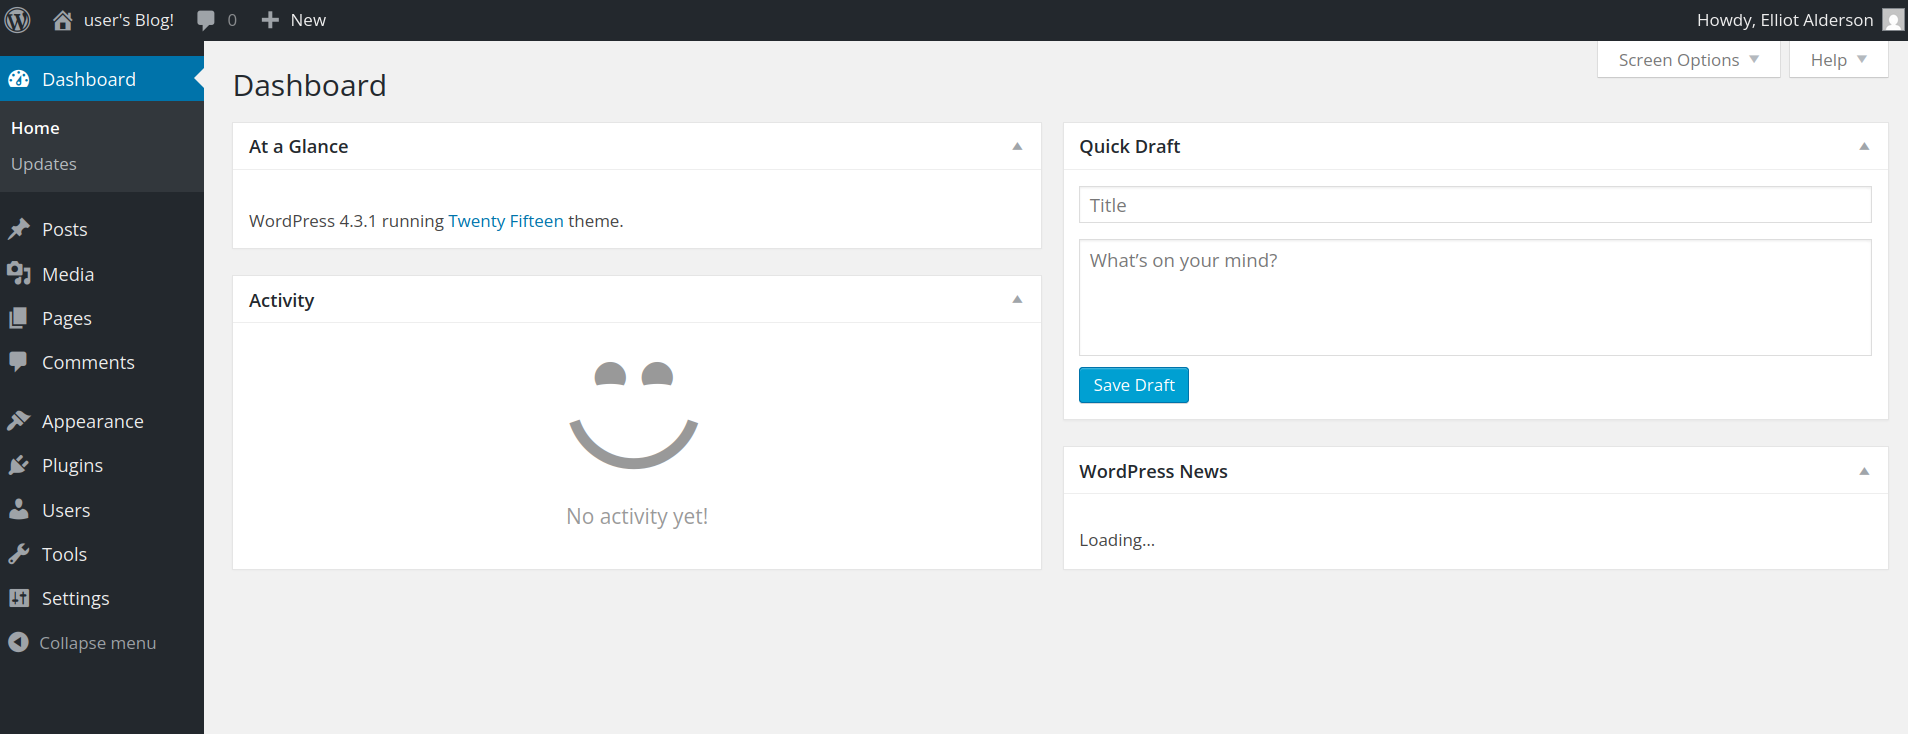 user's Blog!
0
New
Howdy, Elliot Alderson
Dashboard
Home
Updates
Posts
Media
Pages
Comments
Appearance
Plugins
Users
Tools
Settings
Collapse menu
Screen Options
Help
Dashboard
At a Glance
WordPress 4.3.1 running Twenty Fifteen theme.
Activity
No activity yet!
Quick Draft
Title
What's on your mind?
Save Draft
WordPress News
Loading...